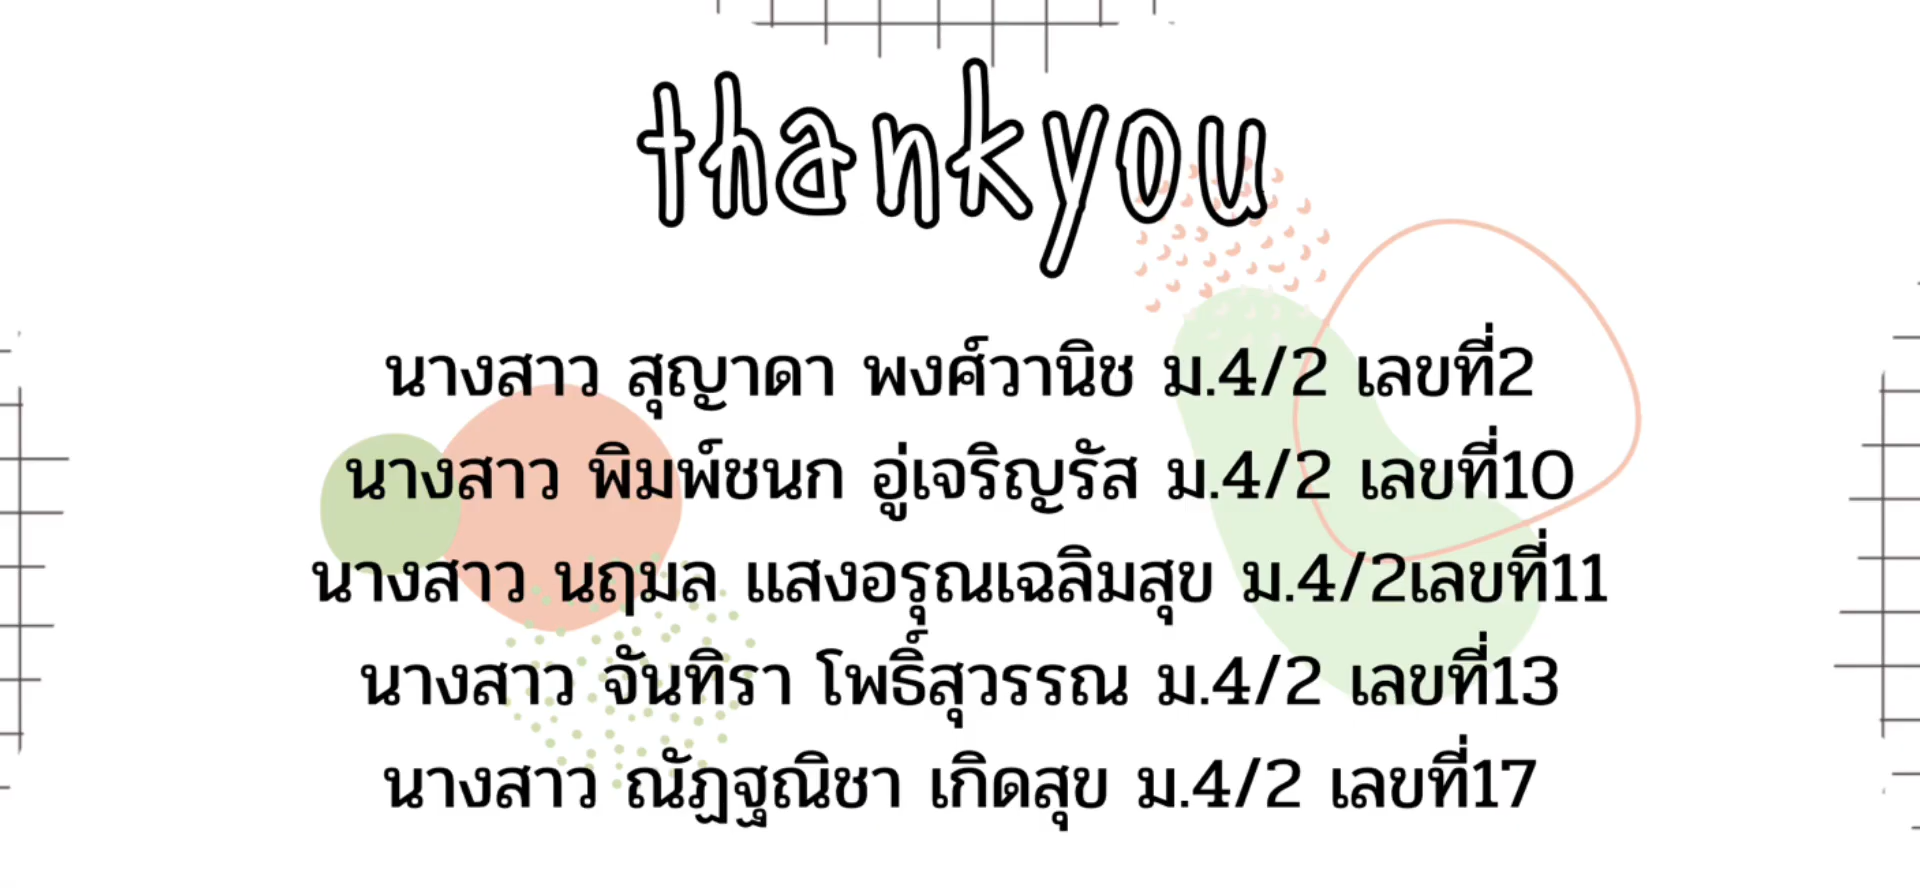 thankyou
นางสาว สุญาดา พงศ์วานิช ม.4/2 เลขที่2
นางสาว พิมพ์ชนก อู่เจริญรัส ม.4/2 เลขที่10
นางสาว นฤมล แสงอรุณเฉลิมสุข ม.4/2เลขที่11
นางสาว จันทิรา โพธิ์สุวรรณ ม.4/2 เลขที่13
นางสาว ณัฏฐณิชา เกิดสุข ม.4/2 เลขที่17